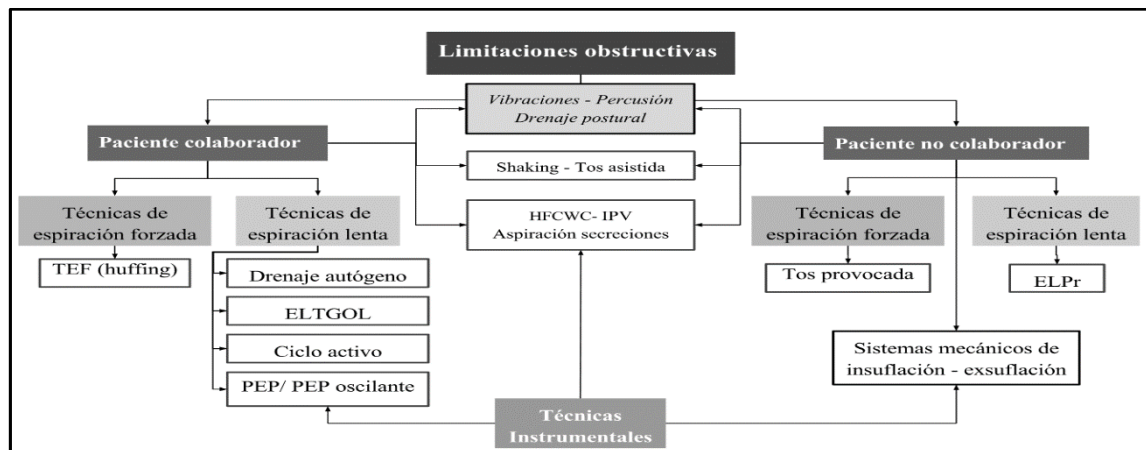 Limitaciones obstructivas
Vibraciones - Percusión
Drenaje postural
Paciente colaborador
Paciente no colaborador
Shaking - Tos asistida
Técnicas de
espiración forzada
Técnicas de
espiración lenta
HFCWC- IPV
Aspiración secreciones
Técnicas de
espiración forzada
Técnicas de
espiración lenta
TEF (huffing)
Drenaje autógeno
ELTGOL
Ciclo activo
PEP/ PEP oscilante
Tos provocada
ELPr
Sistemas mecánicos de
insuflación - exsuflación
Técnicas
Instrumentales